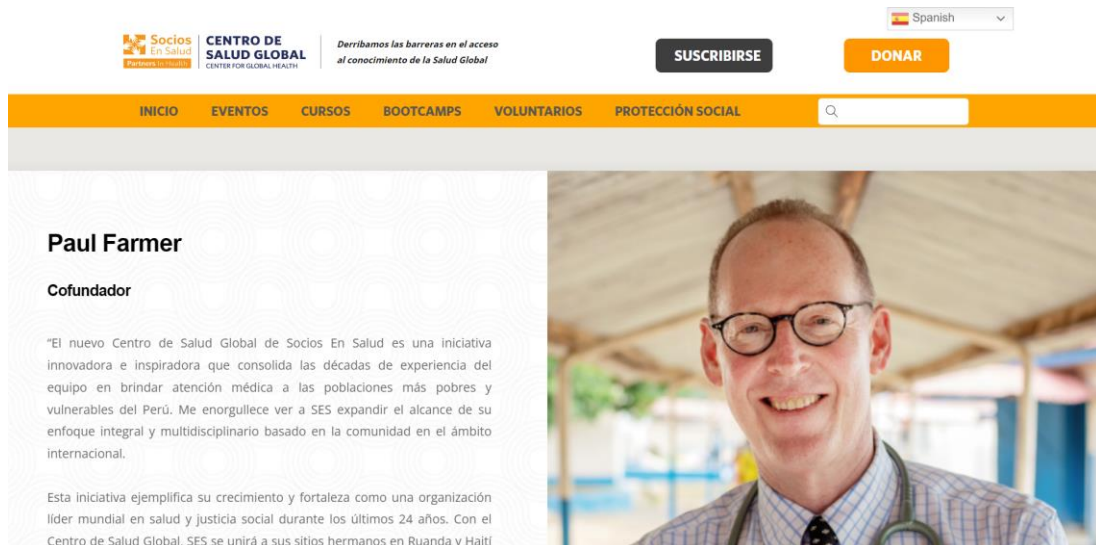 Spanish
Socios
En Salud
Partners In Health
CENTRO DE
SALUD GLOBAL
CENTER FOR GLOBAL HEALTH
Derribamos las barreras en el acceso
al conocimiento de la Salud Global
SUSCRIBIRSE
DONAR
INICIO EVENTOS CURSOS BOOTCAMPS VOLUNTARIOS PROTECCIÓN SOCIAL
Paul Farmer
Cofundador
“El nuevo Centro de Salud Global de Socios En Salud es una iniciativa
innovadora e inspiradora que consolida las décadas de experiencia del
equipo en brindar atención médica a las poblaciones más pobres y
vulnerables del Perú. Me enorgullece ver a SES expandir el alcance de su
enfoque integral y multidisciplinario basado en la comunidad en el ámbito
internacional.
Esta iniciativa ejemplifica su crecimiento y fortaleza como una organización
líder mundial en salud y justicia social durante los últimos 24 años. Con el
Centro de Salud Global, SES se unirá a sus sitios hermanos en Ruanda y Haití